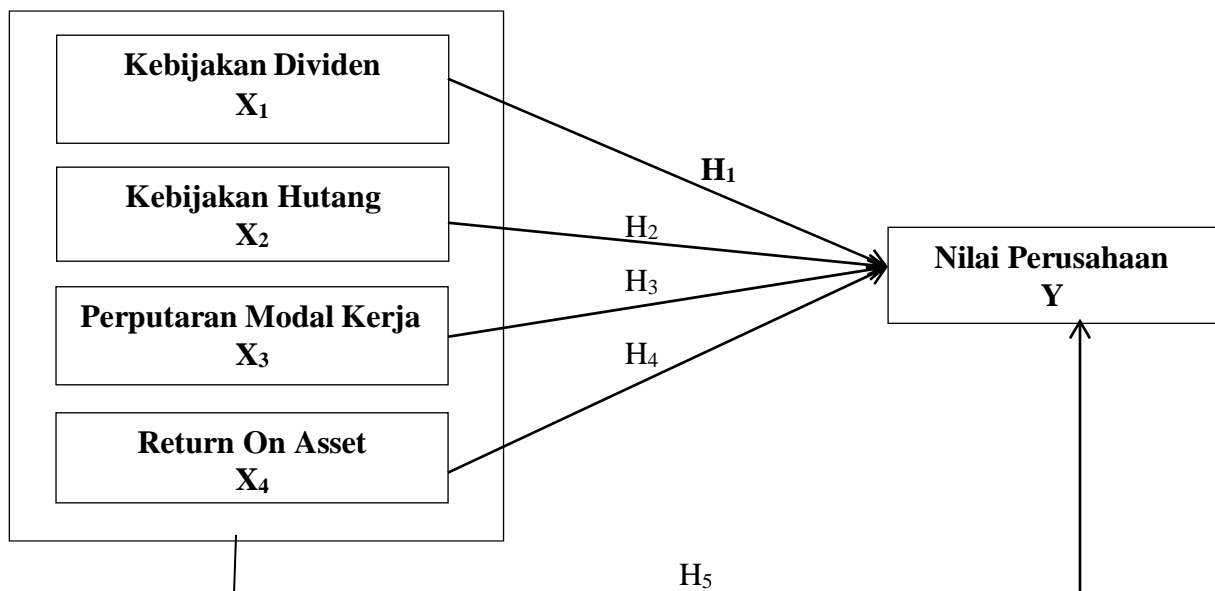 Kebijakan Dividen
X₁
H₁
Kebijakan Hutang
X₂
H₂
Nilai Perusahaan
Y
H₃
Perputaran Modal Kerja
X₃
H₄
Return On Asset
X₄
H₅